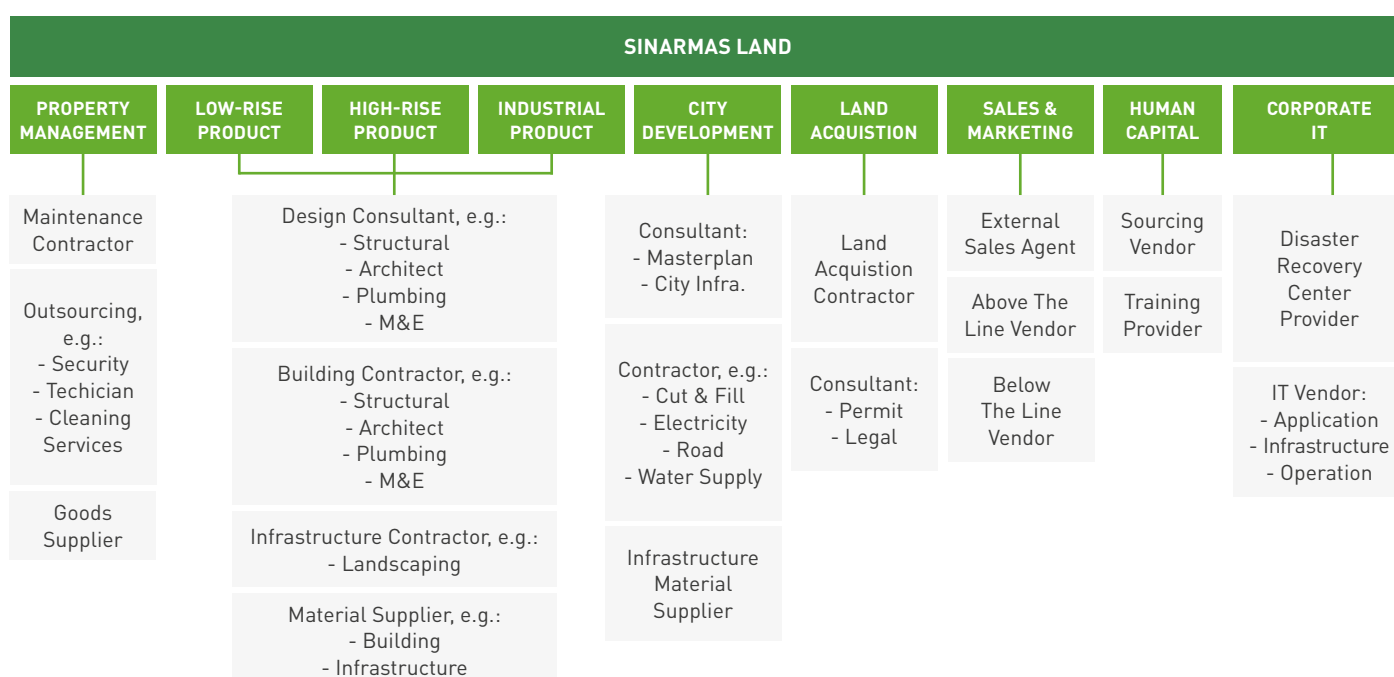 SINARMAS LAND
PROPERTY
MANAGEMENT
LOW-RISE
PRODUCT
HIGH-RISE
PRODUCT
INDUSTRIAL
PRODUCT
CITY
DEVELOPMENT
LAND
ACQUISTION
SALES &
MARKETING
HUMAN
CAPITAL
CORPORATE
IT
Maintenance
Contractor
Outsourcing,
e.g.:
- Security
- Techician
- Cleaning
Services
Goods
Supplier
Design Consultant, e.g.:
- Structural
- Architect
- Plumbing
- M&E
Building Contractor, e.g.:
- Structural
- Architect
- Plumbing
- M&E
Infrastructure Contractor, e.g.:
- Landscaping
Material Supplier, e.g.:
- Building
- Infrastructure
Consultant:
- Masterplan
- City Infra.
Contractor, e.g.:
- Cut & Fill
- Electricity
- Road
- Water Supply
Infrastructure
Material
Supplier
Land
Acquistion
Contractor
Consultant:
- Permit
- Legal
External
Sales Agent
Above The
Line Vendor
Below
The Line
Vendor
Sourcing
Vendor
Training
Provider
Disaster
Recovery
Center
Provider
IT Vendor:
- Application
- Infrastructure
- Operation